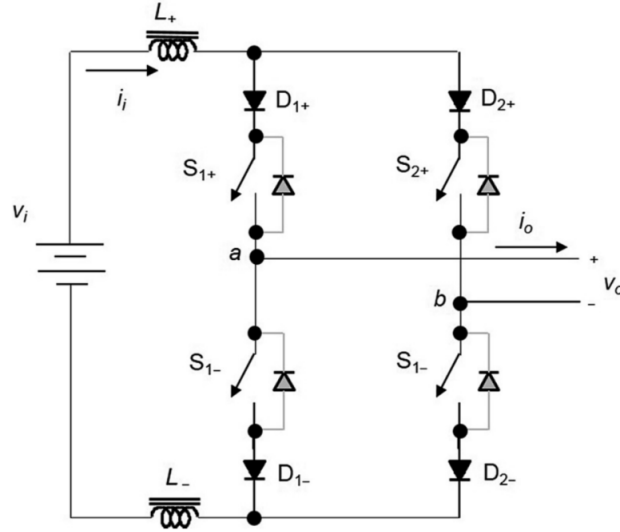 L+
ii
D1+
D2+
S1+
S2+
vi
a
io
+
b
vo
−
S1−
S1−
L−
D1−
D2−